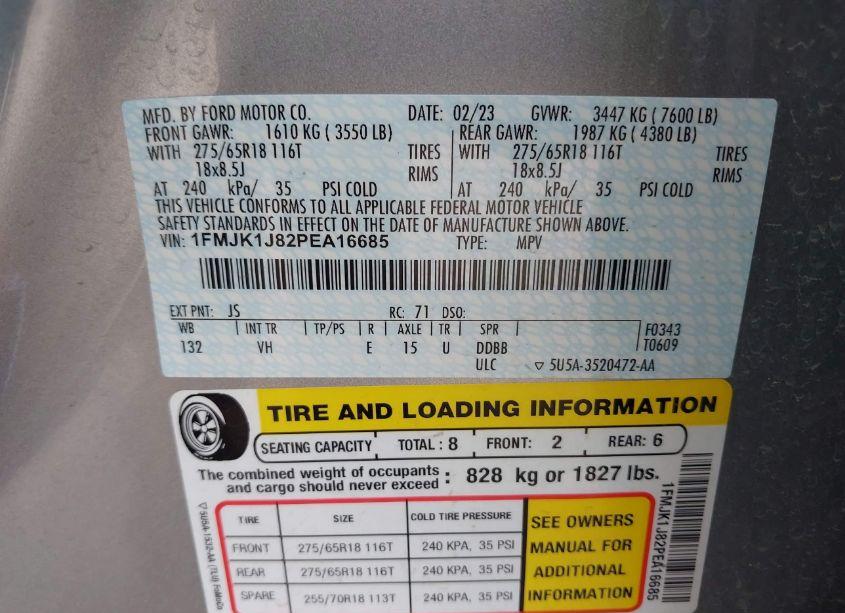 MFD. BY FORD MOTOR CO. DATE: 02/23 GVWR: 3447 KG (7600 LB)
FRONT GAWR: 1610 KG (3550 LB) REAR GAWR: 1987 KG (4380 LB)
WITH 275/65R18 116T TIRES WITH 275/65R18 116T TIRES
18x8.5J RIMS 18x8.5J RIMS
AT 240 kPa/ 35 PSI COLD AT 240 kPa/ 35 PSI COLD
THIS VEHICLE CONFORMS TO ALL APPLICABLE FEDERAL MOTOR VEHICLE
SAFETY STANDARDS IN EFFECT ON THE DATE OF MANUFACTURE SHOWN ABOVE.
VIN: 1FMJK1J82PEA16685 TYPE: MPV
EXT PNT: JS RC: 71 DSO:
WB INT TR TP/PS R AXLE TR SPR F0343
132 VH E 15 U DDBB T0609
ULC ▽ 5U5A-3520472-AA
TIRE AND LOADING INFORMATION
SEATING CAPACITY TOTAL : 8 FRONT: 2 REAR: 6
The combined weight of occupants
and cargo should never exceed : 828 kg or 1827 lbs.
TIRE SIZE COLD TIRE PRESSURE
FRONT 275/65R18 116T 240 KPA, 35 PSI
REAR 275/65R18 116T 240 KPA, 35 PSI
SPARE 255/70R18 113T 240 KPA, 35 PSI
SEE OWNERS
MANUAL FOR
ADDITIONAL
INFORMATION
1FMJK1J82PEA16685
▽ 5U5A-1532-AA (TLU) FoMoCo